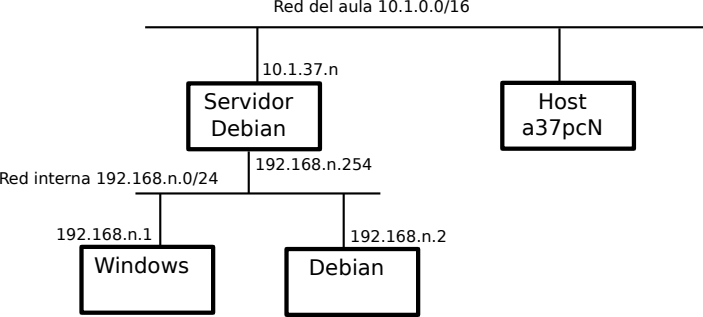 Red del aula 10.1.0.0/16
10.1.37.n
Servidor
Debian
Host
a37pcN
192.168.n.254
Red interna 192.168.n.0/24
192.168.n.1
192.168.n.2
Windows
Debian